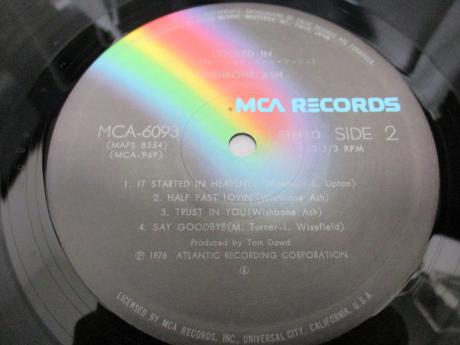 LOCKED IN
WISHBONE ASH
MCA RECORDS
MCA-6093
STEREO SIDE 2
(MAPS 8354)
33 1/3 RPM
(MCA-969)
1. IT STARTED IN HEAVEN( Upton)
2. HALF PAST LOVIN'(Wishbone Ash)
3. TRUST IN YOU(Wishbone Ash)
4. SAY GOODBYE(M. Turner-L. Wisefield)
Produced by Tom Dowd
Ⓟ 1976 ATLANTIC RECORDING CORPORATION.
LICENSED BY MCA RECORDS, INC., UNIVERSAL CITY, CALIFORNIA, U.S.A.